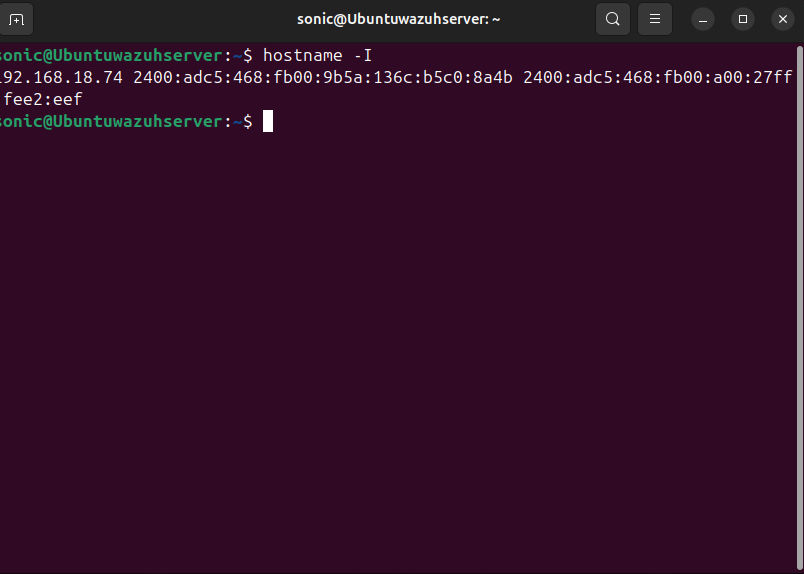 sonic@Ubuntuwazuhserver: ~
sonic@Ubuntuwazuhserver:~$ hostname -I
192.168.18.74 2400:adc5:468:fb00:9b5a:136c:b5c0:8a4b 2400:adc5:468:fb00:a00:27ff
:fee2:eef
sonic@Ubuntuwazuhserver:~$